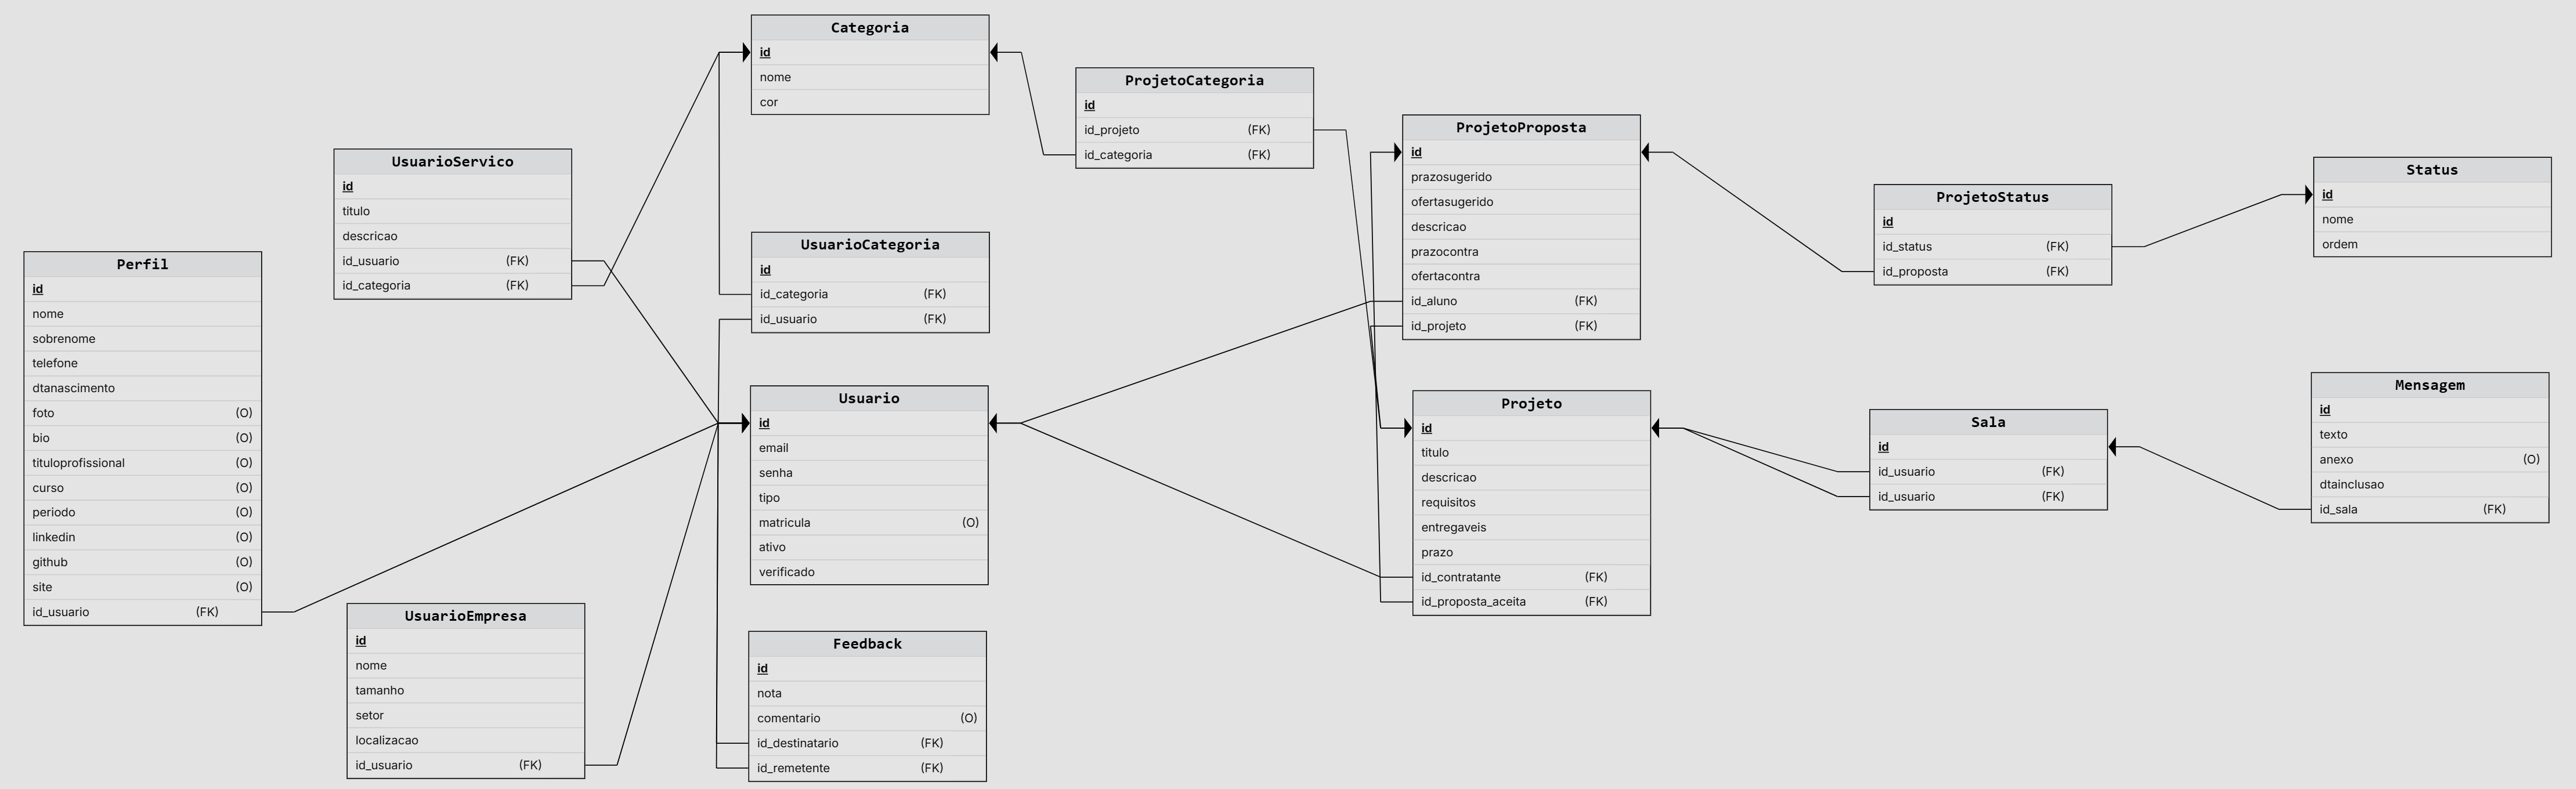 Categoria
id
nome
cor
ProjetoCategoria
id
id_projeto (FK)
id_categoria (FK)
ProjetoProposta
id
prazosugerido
ofertasugerido
descricao
prazocontra
ofertacontra
id_aluno (FK)
id_projeto (FK)
UsuarioServico
id
titulo
descricao
id_usuario (FK)
id_categoria (FK)
Status
id
nome
ordem
ProjetoStatus
id
id_status (FK)
id_proposta (FK)
UsuarioCategoria
id
id_categoria (FK)
id_usuario (FK)
Perfil
id
nome
sobrenome
telefone
dtanascimento
foto (O)
bio (O)
tituloprofissional (O)
curso (O)
periodo (O)
linkedin (O)
github (O)
site (O)
id_usuario (FK)
Usuario
id
email
senha
tipo
matricula (O)
ativo
verificado
Projeto
id
titulo
descricao
requisitos
entregaveis
prazo
id_contratante (FK)
id_proposta_aceita (FK)
Sala
id
id_usuario (FK)
id_usuario (FK)
Mensagem
id
texto
anexo (O)
dtainclusao
id_sala (FK)
UsuarioEmpresa
id
nome
tamanho
setor
localizacao
id_usuario (FK)
Feedback
id
nota
comentario (O)
id_destinatario (FK)
id_remetente (FK)